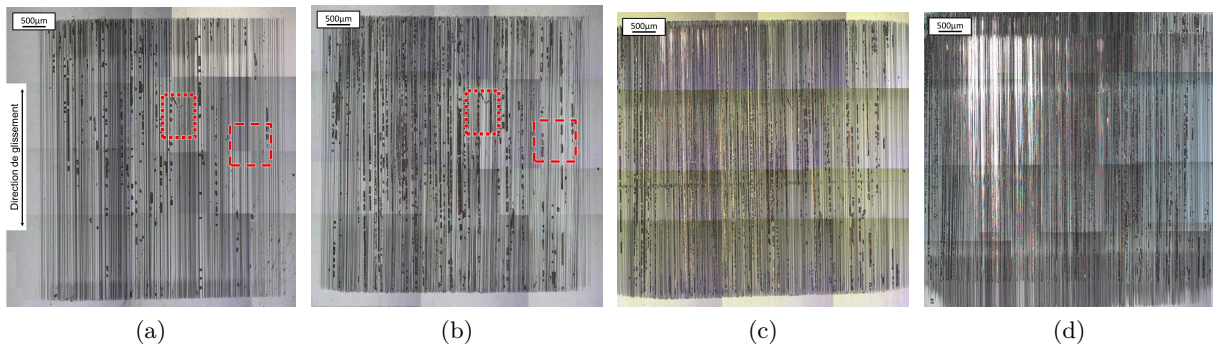 500µm
500µm
500µm
500µm
Direction de glissement
(a)
(b)
(c)
(d)